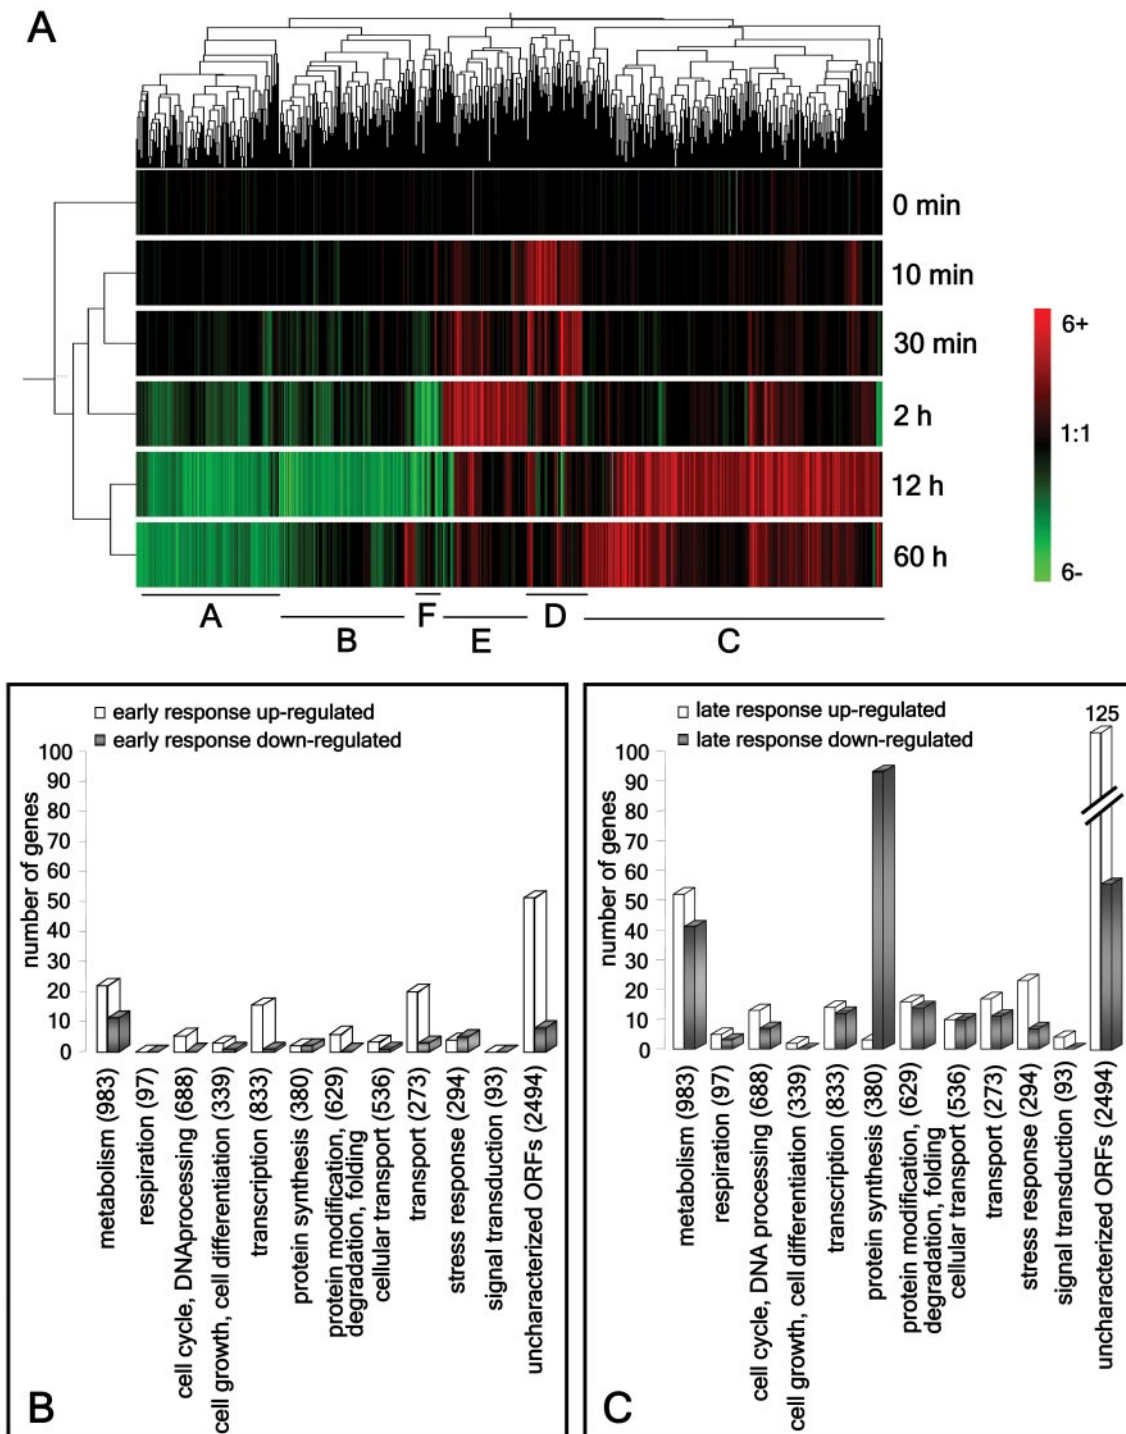 A
0 min
10 min
30 min
2 h
12 h
60 h
6+
1:1
6-
A
B
F
E
D
C
early response up-regulated
early response down-regulated
number of genes
100
90
80
70
60
50
40
30
20
10
0
metabolism (983)
respiration (97)
cell cycle, DNAprocessing (688)
cell growth, cell differentiation (339)
transcription (833)
protein synthesis (380)
protein modification, (629)
degradation, folding
cellular transport (536)
transport (273)
stress response (294)
signal transduction (93)
uncharacterized ORFs (2494)
B
late response up-regulated
late response down-regulated
125
number of genes
100
90
80
70
60
50
40
30
20
10
0
metabolism (983)
respiration (97)
cell cycle, DNA processing (688)
cell growth, cell differentiation (339)
transcription (833)
protein synthesis (380)
protein modification, (629)
degradation, folding
cellular transport (536)
transport (273)
stress response (294)
signal transduction (93)
uncharacterized ORFs (2494)
C